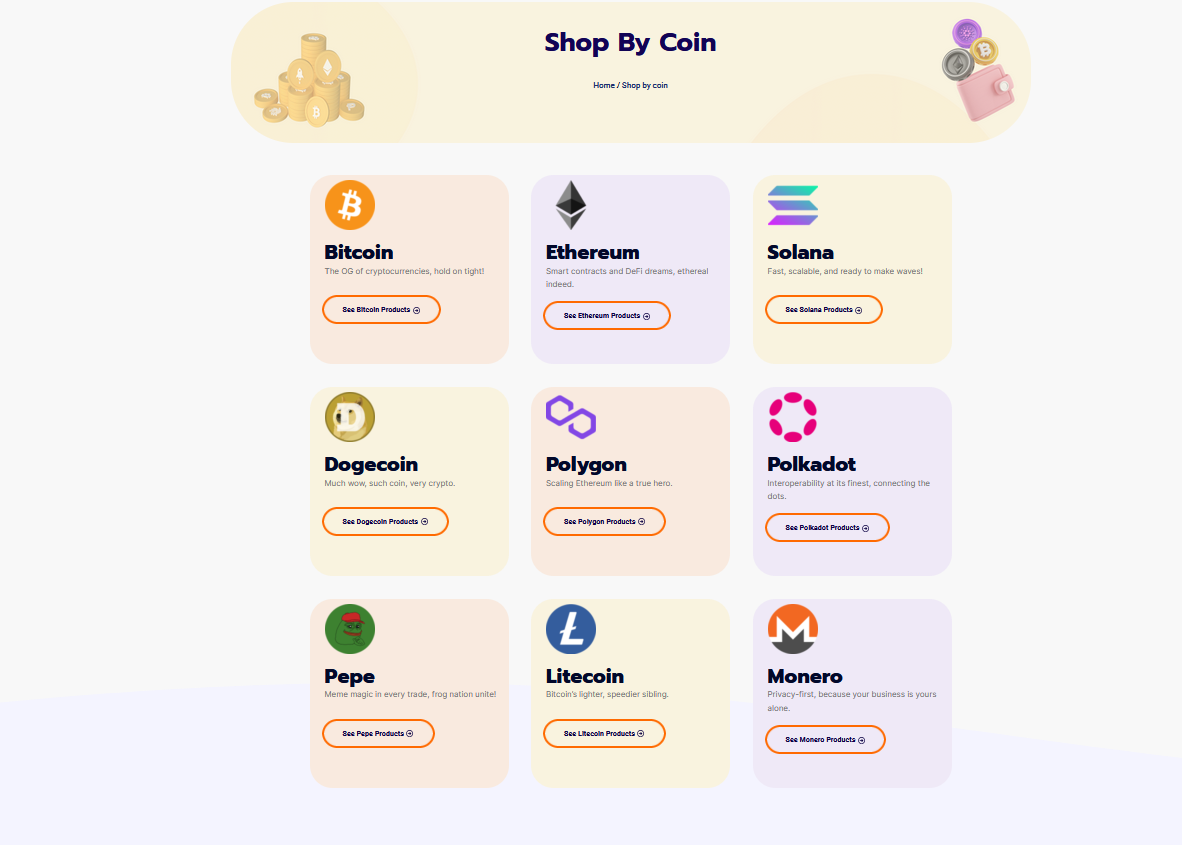 Shop By Coin
Home / Shop by coin
Bitcoin
The OG of cryptocurrencies, hold on tight!
See Bitcoin Products
Ethereum
Smart contracts and DeFi dreams, ethereal
indeed.
See Ethereum Products
Solana
Fast, scalable, and ready to make waves!
See Solana Products
Dogecoin
Much wow, such coin, very crypto.
See Dogecoin Products
Polygon
Scaling Ethereum like a true hero.
See Polygon Products
Polkadot
Interoperability at its finest, connecting the
dots.
See Polkadot Products
Pepe
Meme magic in every trade, frog nation unite!
See Pepe Products
Litecoin
Bitcoin's lighter, speedier sibling.
See Litecoin Products
Monero
Privacy-first, because your business is yours
alone.
See Monero Products